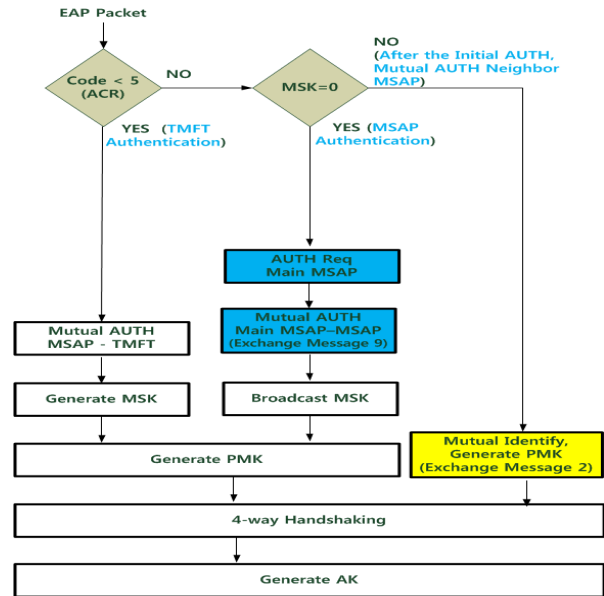 EAP Packet
Code < 5
(ACR)
NO
MSK=0
NO
(After the Initial AUTH,
Mutual AUTH Neighbor
MSAP)
YES (TMFT
Authentication)
YES (MSAP
Authentication)
AUTH Req
Main MSAP
Mutual AUTH
Main MSAP–MSAP
(Exchange Message 9)
Mutual AUTH
MSAP - TMFT
Generate MSK
Broadcast MSK
Generate PMK
Mutual Identify,
Generate PMK
(Exchange Message 2)
4-way Handshaking
Generate AK